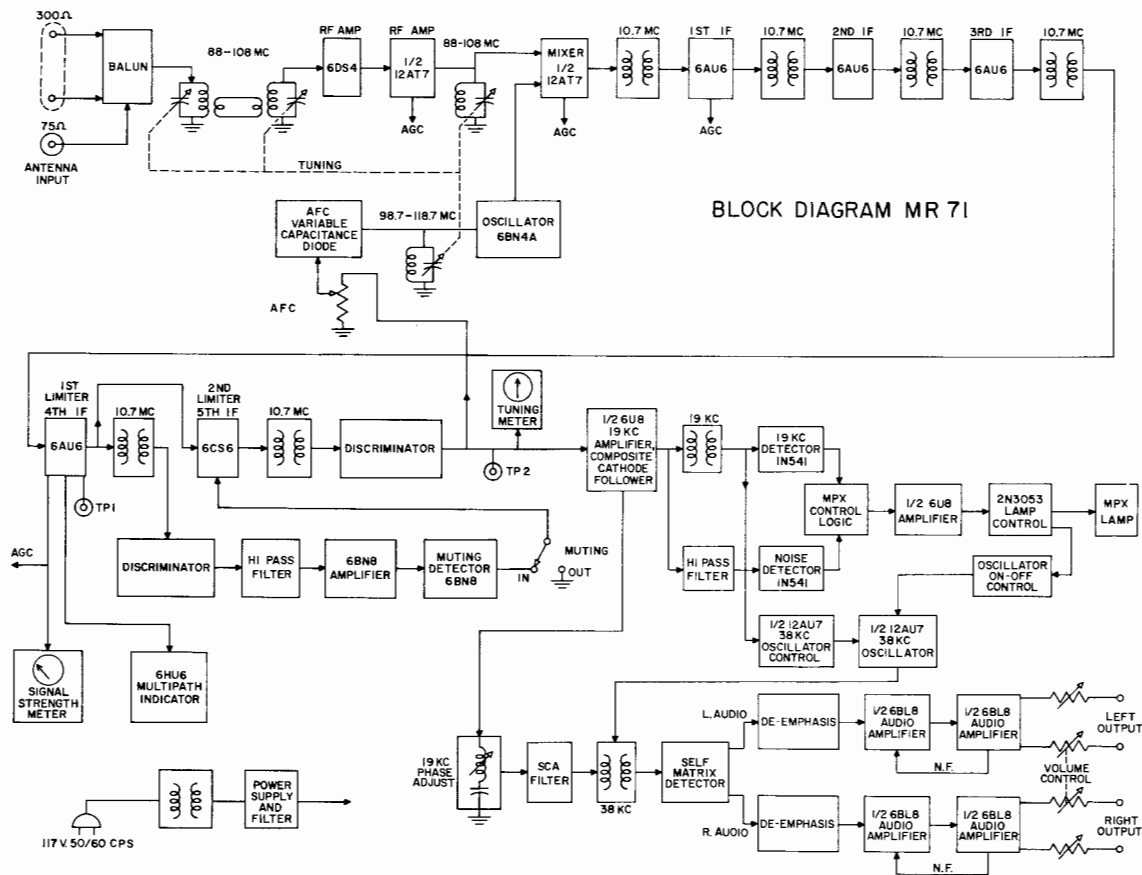 300Ω
BALUN
75Ω
ANTENNA
INPUT
88-108 MC
RF AMP
6DS4
RF AMP
1/2
12AT7
AGC
88-108 MC
MIXER
1/2
12AT7
AGC
10.7 MC
1ST IF
6AU6
AGC
10.7 MC
2ND IF
6AU6
10.7 MC
3RD IF
6AU6
10.7 MC
TUNING
AFC
VARIABLE
CAPACITANCE
DIODE
98.7-118.7 MC
OSCILLATOR
6BN4A
AFC
BLOCK DIAGRAM MR 71
1ST
LIMITER
4TH IF
6AU6
TP1
10.7 MC
2ND
LIMITER
5TH IF
6CS6
10.7 MC
DISCRIMINATOR
TUNING
METER
TP2
1/2 6U8
19 KC
AMPLIFIER,
COMPOSITE
CATHODE
FOLLOWER
19 KC
19 KC
DETECTOR
IN541
MPX
CONTROL
LOGIC
1/2 6U8
AMPLIFIER
2N3053
LAMP
CONTROL
MPX
LAMP
AGC
DISCRIMINATOR
HI PASS
FILTER
6BN8
AMPLIFIER
MUTING
DETECTOR
6BN8
IN
MUTING
OUT
HI PASS
FILTER
NOISE
DETECTOR
IN541
OSCILLATOR
ON-OFF
CONTROL
1/2 12AU7
38 KC
OSCILLATOR
CONTROL
1/2 12AU7
38 KC
OSCILLATOR
SIGNAL
STRENGTH
METER
6HU6
MULTIPATH
INDICATOR
19 KC
PHASE
ADJUST
SCA
FILTER
38 KC
SELF
MATRIX
DETECTOR
L. AUDIO
DE-EMPHASIS
1/2 6BL8
AUDIO
AMPLIFIER
1/2 6BL8
AUDIO
AMPLIFIER
N.F.
LEFT
OUTPUT
VOLUME
CONTROL
R. AUDIO
DE-EMPHASIS
1/2 6BL8
AUDIO
AMPLIFIER
1/2 6BL8
AUDIO
AMPLIFIER
N.F.
RIGHT
OUTPUT
117 V. 50/60 CPS
POWER
SUPPLY
AND
FILTER